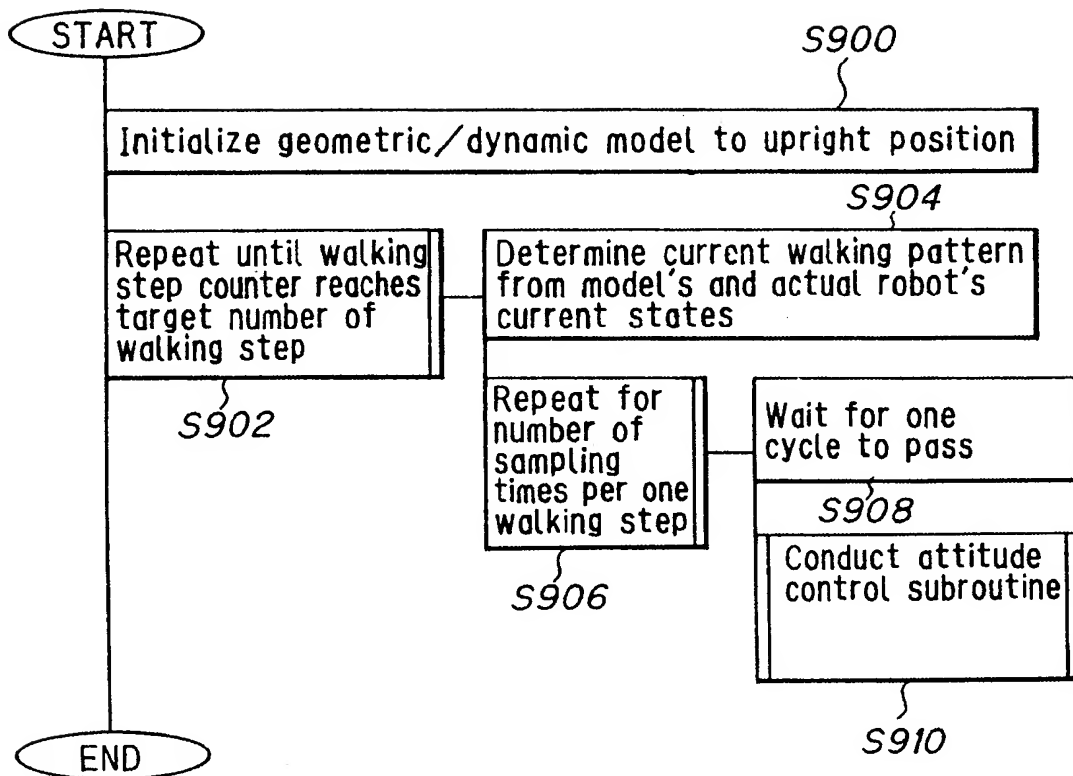 START
S900
Initialize geometric/dynamic model to upright position
S904
Repeat until walking
step counter reaches
target number of
walking step
S902
Determine current walking pattern
from model's and actual robot's
current states
Repeat for
number of
sampling
times per one
walking step
S906
Wait for one
cycle to pass
S908
Conduct attitude
control subroutine
S910
END